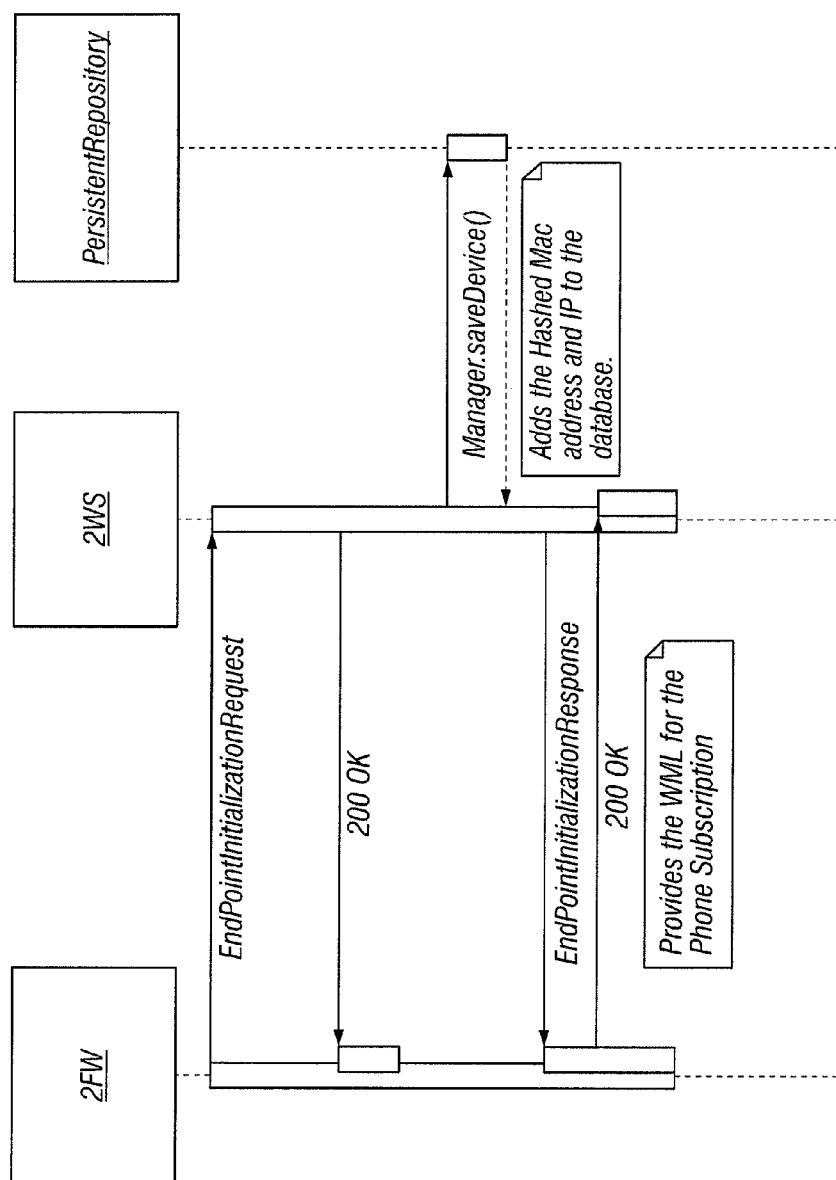 2FW
2WS
PersistentRepository
EndPointInitializationRequest
200 OK
Manager.saveDevice()
Adds the Hashed Mac
address and IP to the
database.
EndPointInitializationResponse
200 OK
Provides the WML for the
Phone Subscription